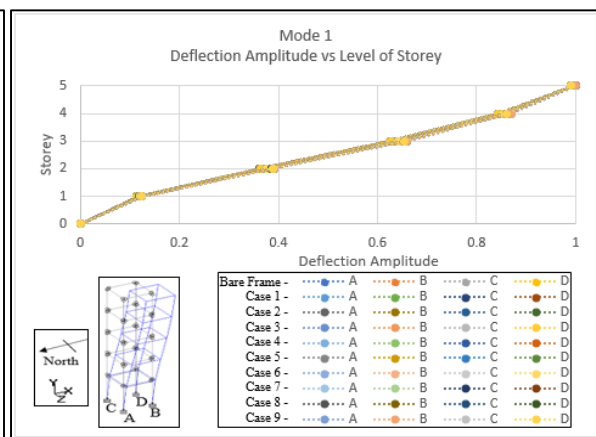 Mode 1
Deflection Amplitude vs Level of Storey
5
4
3
2
1
0
Storey
0 0.2 0.4 0.6 0.8 1
Deflection Amplitude
North
Y
X
Z
C A D B
Bare Frame - A B C D
Case 1 - A B C D
Case 2 - A B C D
Case 3 - A B C D
Case 4 - A B C D
Case 5 - A B C D
Case 6 - A B C D
Case 7 - A B C D
Case 8 - A B C D
Case 9 - A B C D